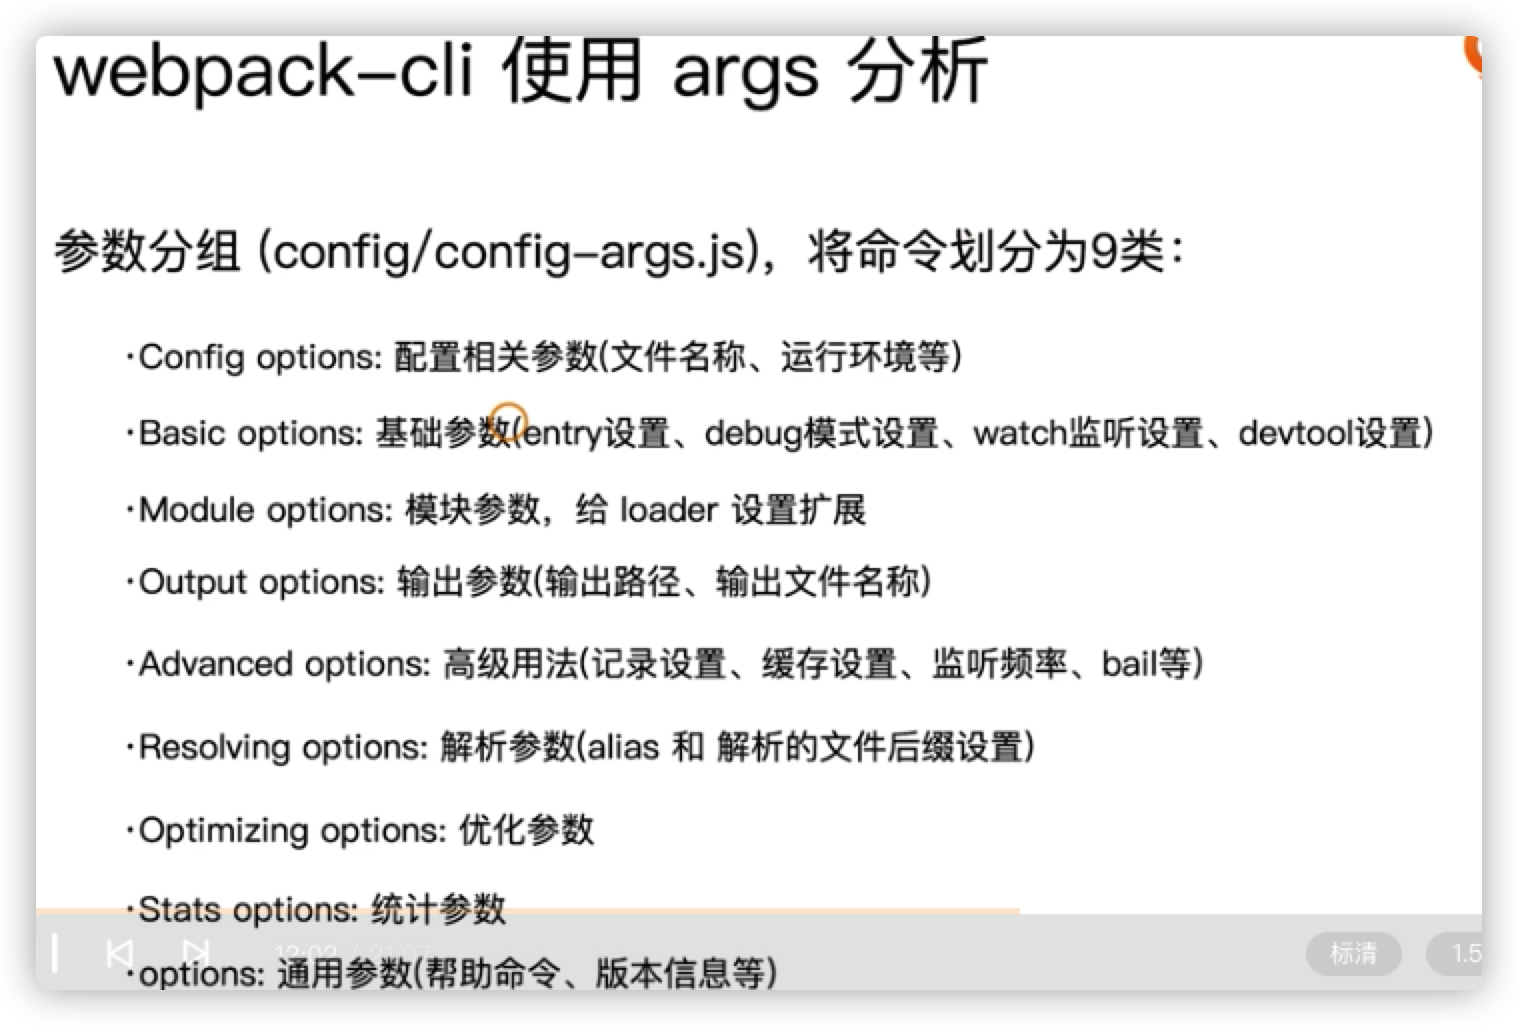 webpack-cli 使用 args 分析
参数分组 (config/config-args.js)，将命令划分为9类：
·Config options: 配置相关参数(文件名称、运行环境等)
·Basic options: 基础参数(entry设置、debug模式设置、watch监听设置、devtool设置)
·Module options: 模块参数，给 loader 设置扩展
·Output options: 输出参数(输出路径、输出文件名称)
·Advanced options: 高级用法(记录设置、缓存设置、监听频率、bail等)
·Resolving options: 解析参数(alias 和 解析的文件后缀设置)
·Optimizing options: 优化参数
·Stats options: 统计参数
标清 1.5
·options: 通用参数(帮助命令、版本信息等)